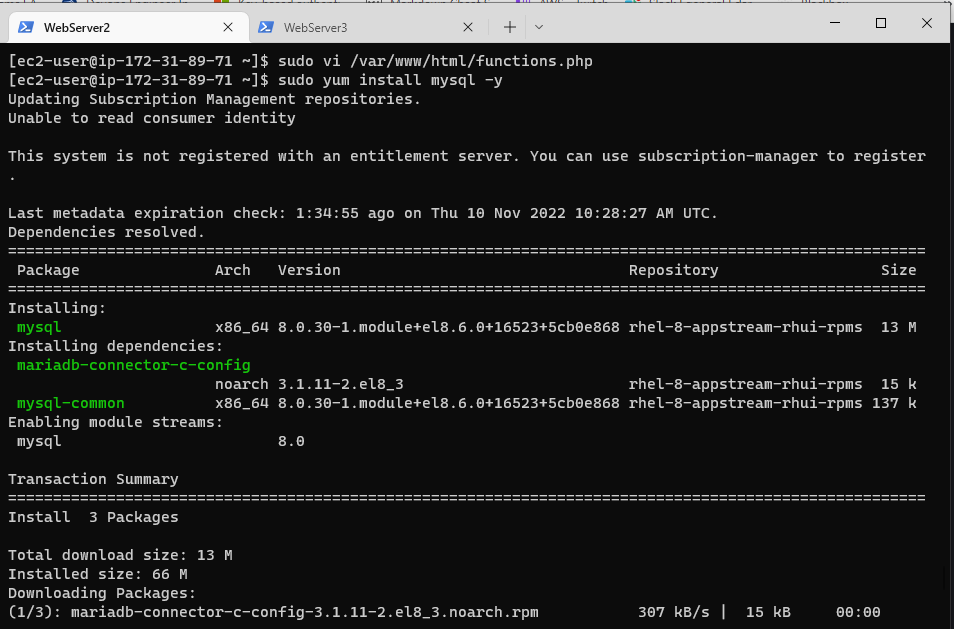 WebServer2 WebServer3
[ec2-user@ip-172-31-89-71 ~]$ sudo vi /var/www/html/functions.php
[ec2-user@ip-172-31-89-71 ~]$ sudo yum install mysql -y
Updating Subscription Management repositories.
Unable to read consumer identity
This system is not registered with an entitlement server. You can use subscription-manager to register
.
Last metadata expiration check: 1:34:55 ago on Thu 10 Nov 2022 10:28:27 AM UTC.
Dependencies resolved.
======================================================================================================
Package Arch Version Repository Size
======================================================================================================
Installing:
mysql x86_64 8.0.30-1.module+el8.6.0+16523+5cb0e868 rhel-8-appstream-rhui-rpms 13 M
Installing dependencies:
mariadb-connector-c-config
noarch 3.1.11-2.el8_3 rhel-8-appstream-rhui-rpms 15 k
mysql-common x86_64 8.0.30-1.module+el8.6.0+16523+5cb0e868 rhel-8-appstream-rhui-rpms 137 k
Enabling module streams:
mysql 8.0
Transaction Summary
======================================================================================================
Install 3 Packages
Total download size: 13 M
Installed size: 66 M
Downloading Packages:
(1/3): mariadb-connector-c-config-3.1.11-2.el8_3.noarch.rpm 307 kB/s | 15 kB 00:00